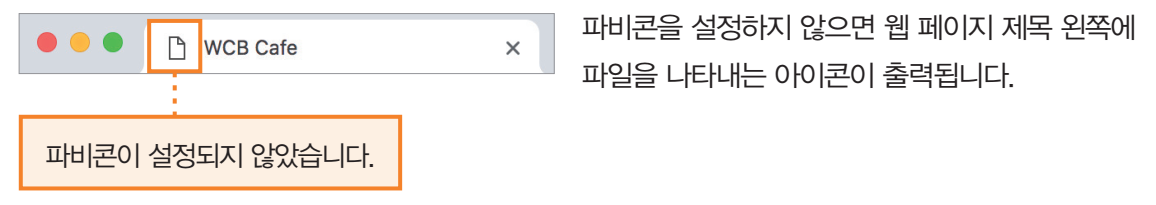 WCB Cafe
파비콘이 설정되지 않았습니다.
파비콘을 설정하지 않으면 웹 페이지 제목 왼쪽에
파일을 나타내는 아이콘이 출력됩니다.